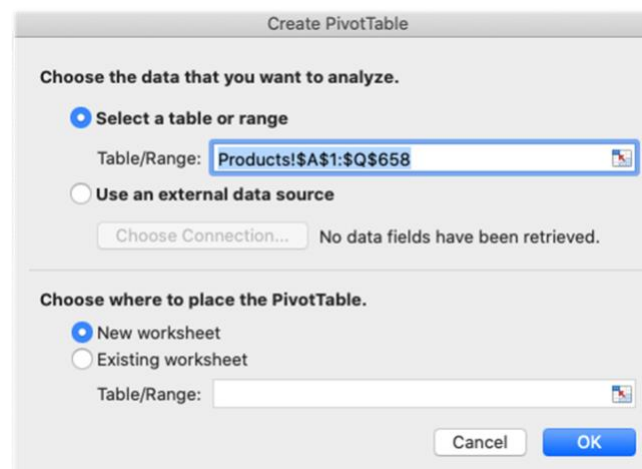 Create PivotTable
Choose the data that you want to analyze.
Select a table or range
Table/Range: Products!$A$1:$Q$658
Use an external data source
Choose Connection... No data fields have been retrieved.
Choose where to place the PivotTable.
New worksheet
Existing worksheet
Table/Range:
Cancel OK